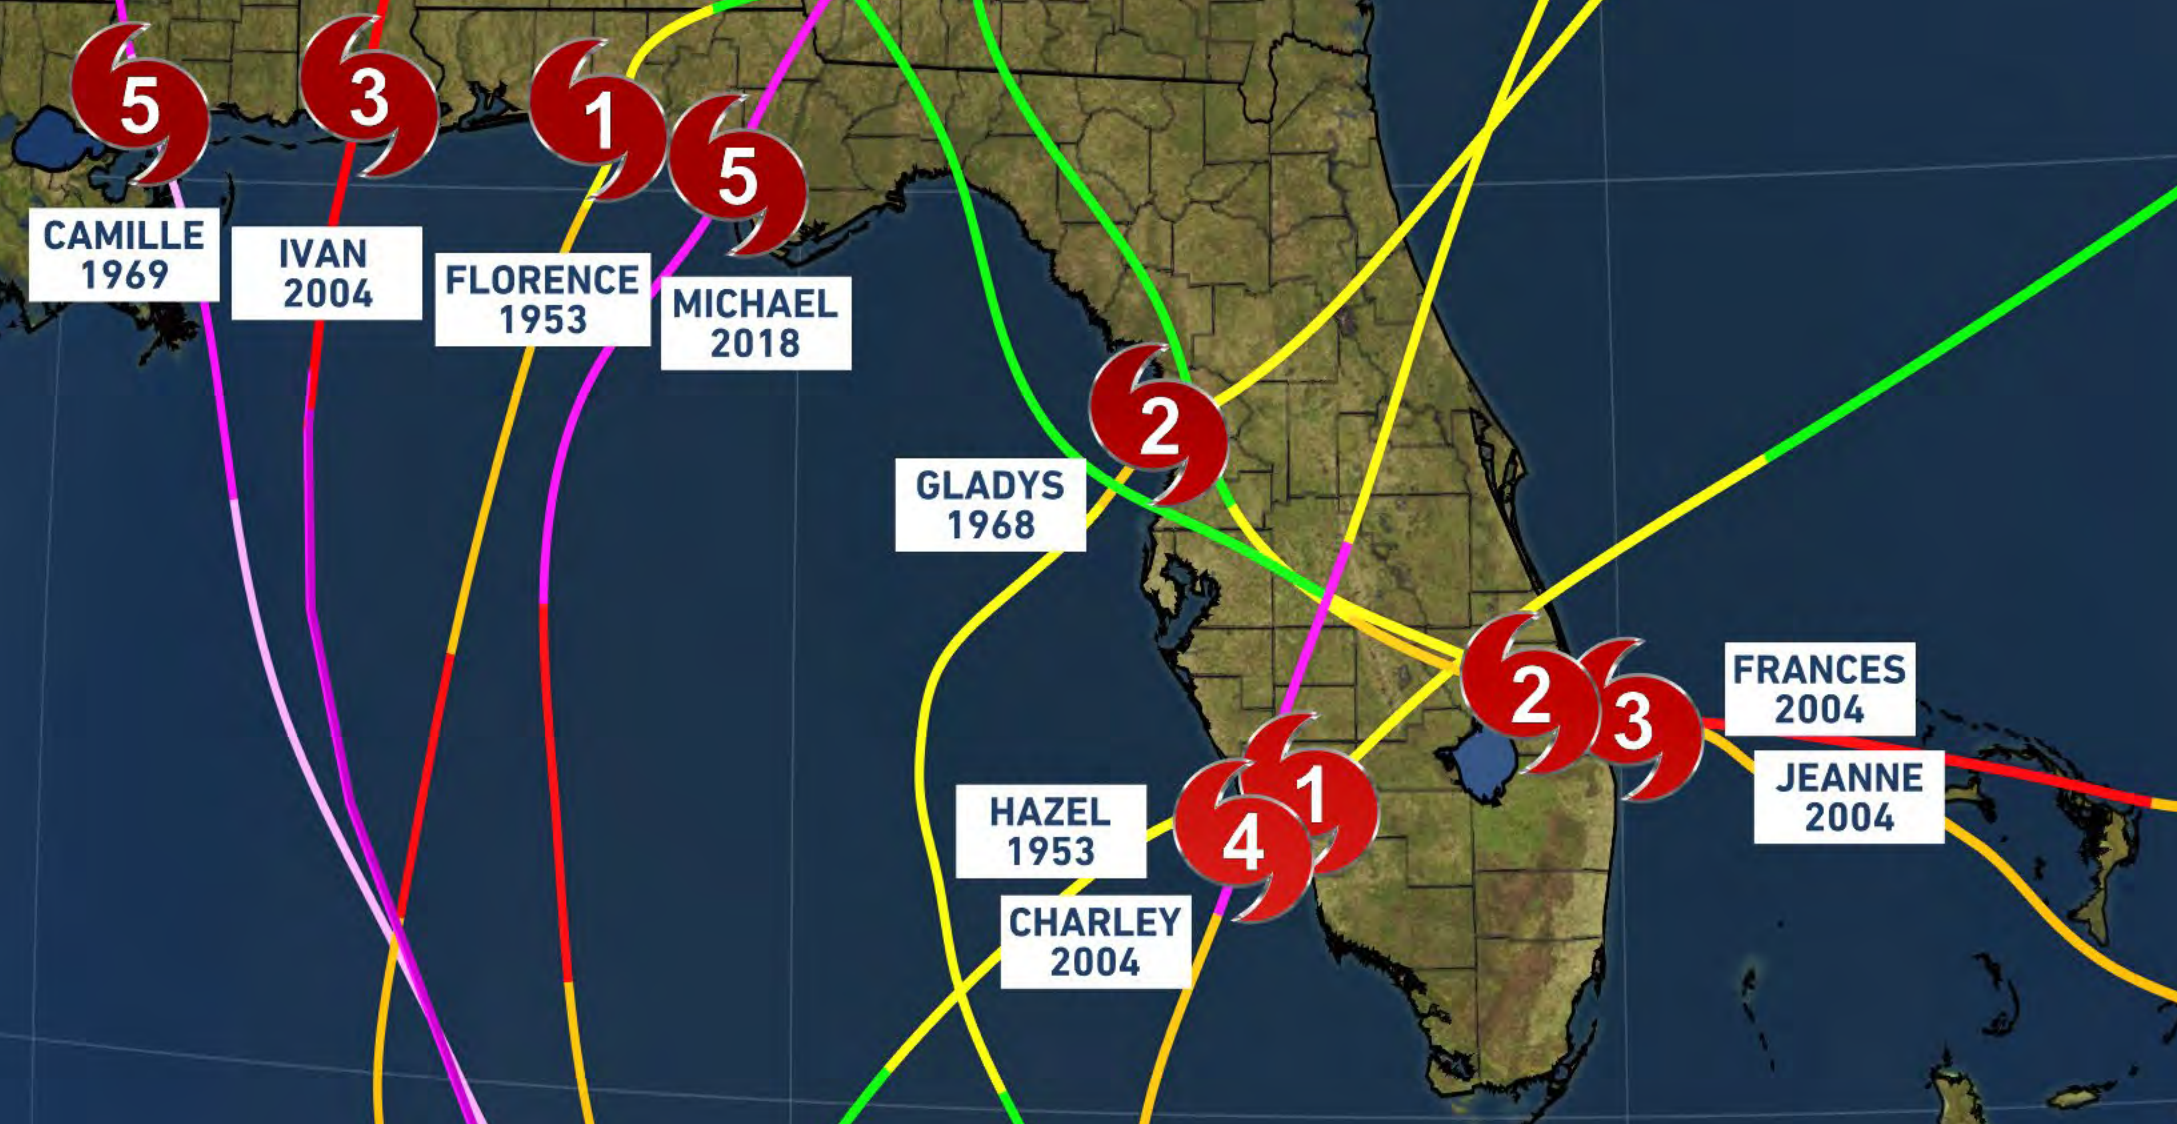 5
3
1
5
CAMILLE
1969
IVAN
2004
FLORENCE
1953
MICHAEL
2018
2
GLADYS
1968
2
3
FRANCES
2004
JEANNE
2004
HAZEL
1953
1
4
CHARLEY
2004